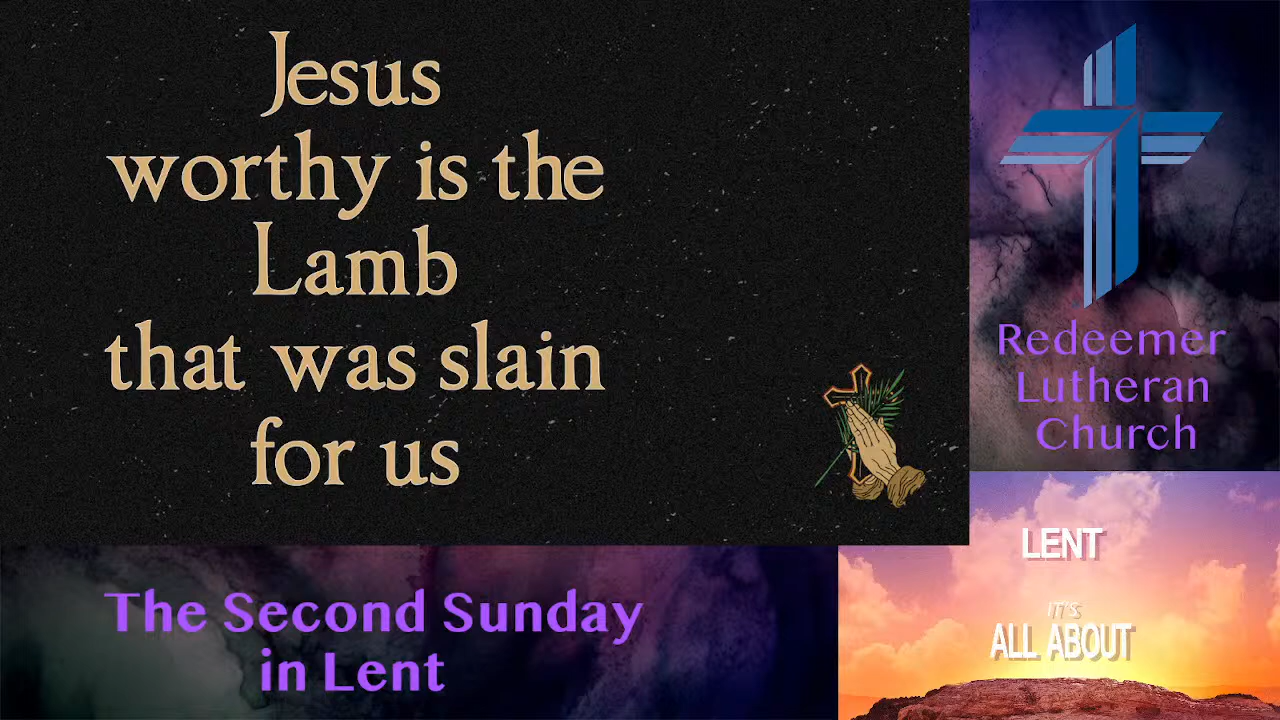 Jesus
worthy is the
Lamb
that was slain
for us
Redeemer
Lutheran
Church
The Second Sunday
in Lent
LENT
IT'S
ALL ABOUT